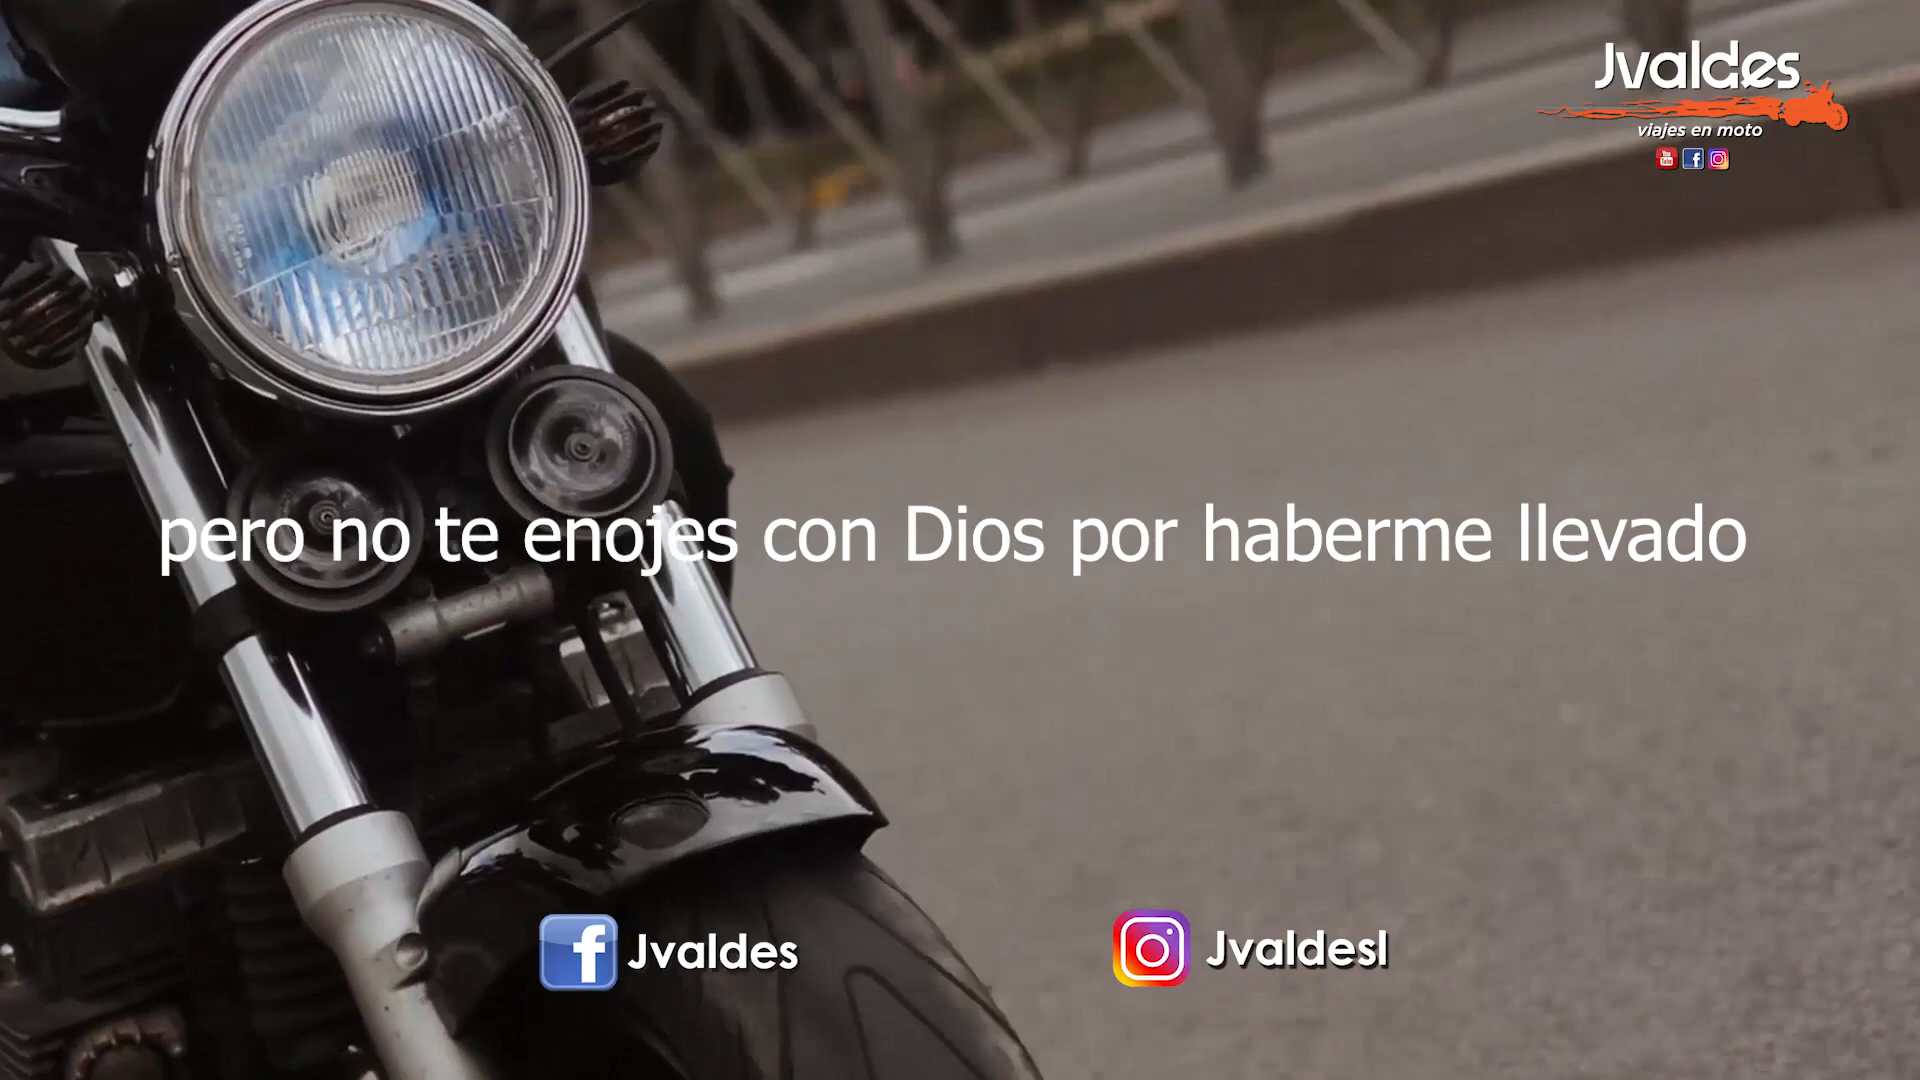 Jvaldes
viajes en moto
pero no te enojes con Dios por haberme llevado
Jvaldes
Jvaldesl